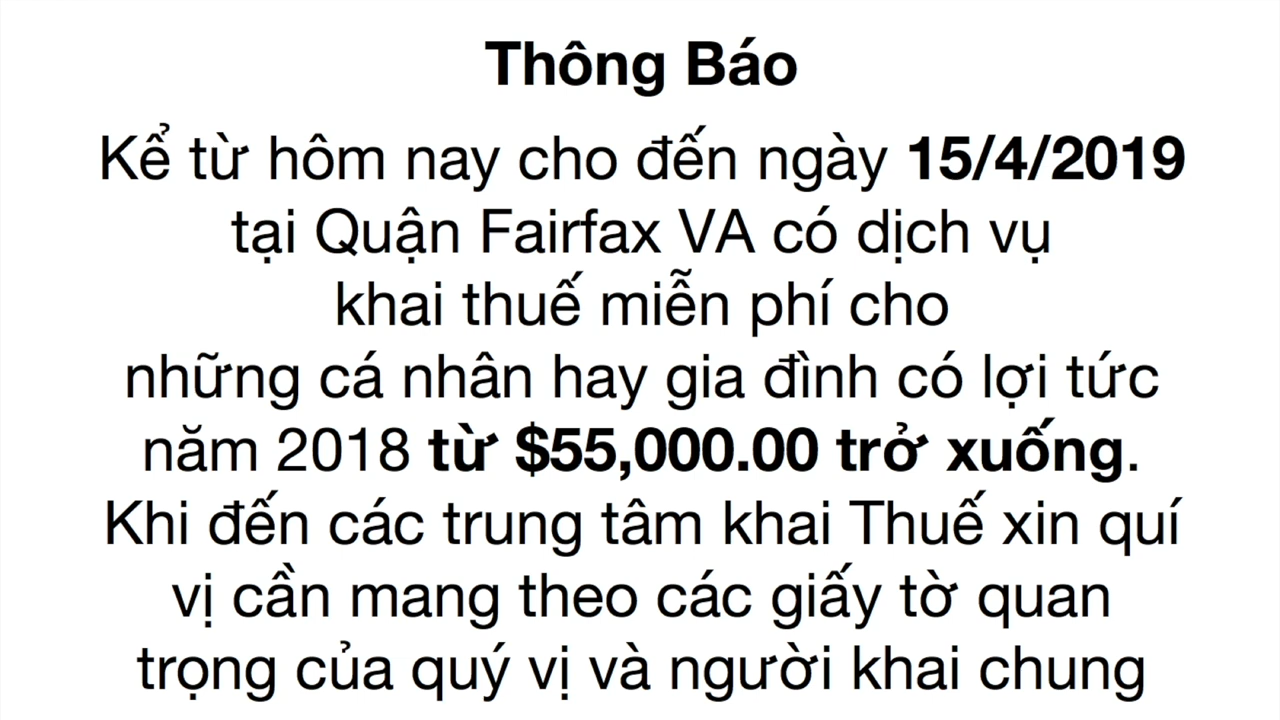 Thông Báo
Kể từ hôm nay cho đến ngày 15/4/2019
tại Quận Fairfax VA có dịch vụ
khai thuế miễn phí cho
những cá nhân hay gia đình có lợi tức
năm 2018 từ $55,000.00 trở xuống.
Khi đến các trung tâm khai Thuế xin quí
vị cần mang theo các giấy tờ quan
trọng của quý vị và người khai chung